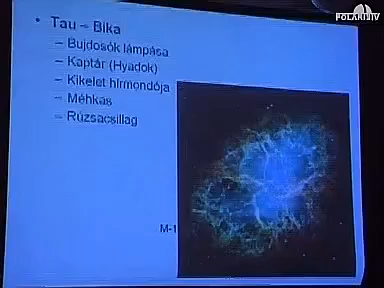 POLARIS TV
• Tau – Bika
– Bujdosók lámpása
– Kaptár (Hyadok)
– Kikelet hírmondója
– Méhkas
– Rúzsacsillag
M-1